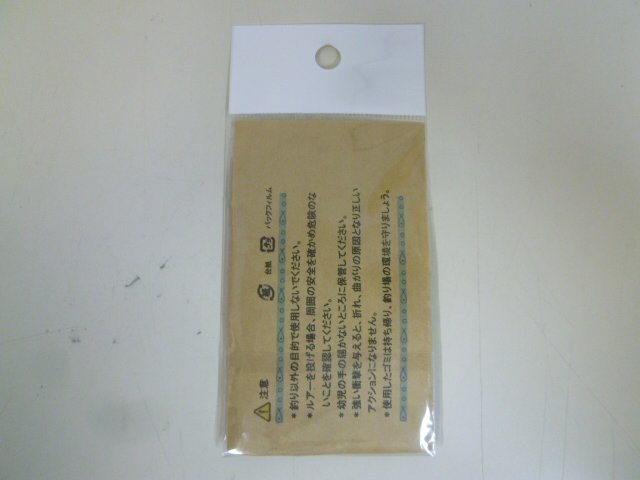 注意
台紙 パックフィルム
＊釣り以外の目的で使用しないでください。
＊ルアーを投げる場合、周囲の安全を確かめ危険のな
いことを確認してください。
＊幼児の手の届かないところに保管してください。
＊強い衝撃を与えると、折れ、曲がりの原因となり正しい
アクションになりません。
＊使用したゴミは持ち帰り、釣り場の環境を守りましょう。